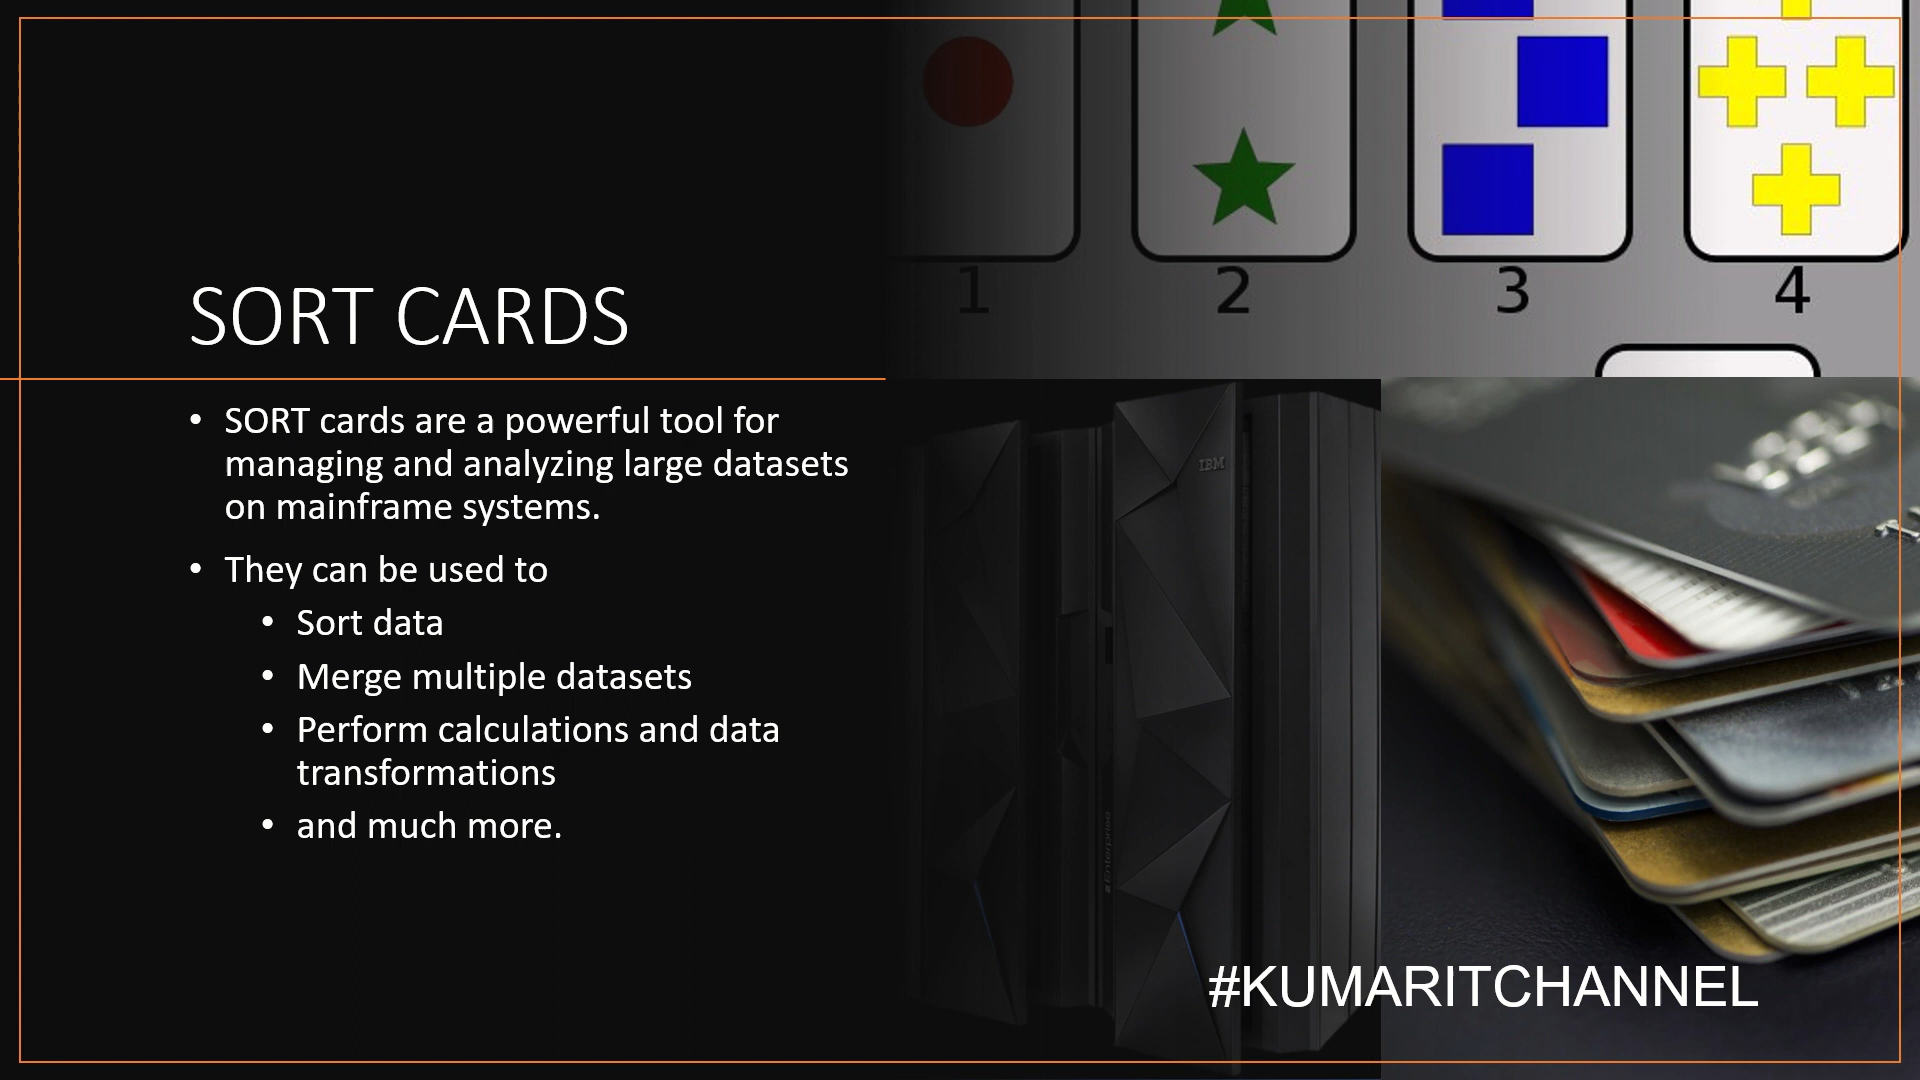 SORT CARDS
• SORT cards are a powerful tool for
managing and analyzing large datasets
on mainframe systems.
• They can be used to
• Sort data
• Merge multiple datasets
• Perform calculations and data
transformations
• and much more.
1 2 3 4
IBM
#KUMARITCHANNEL